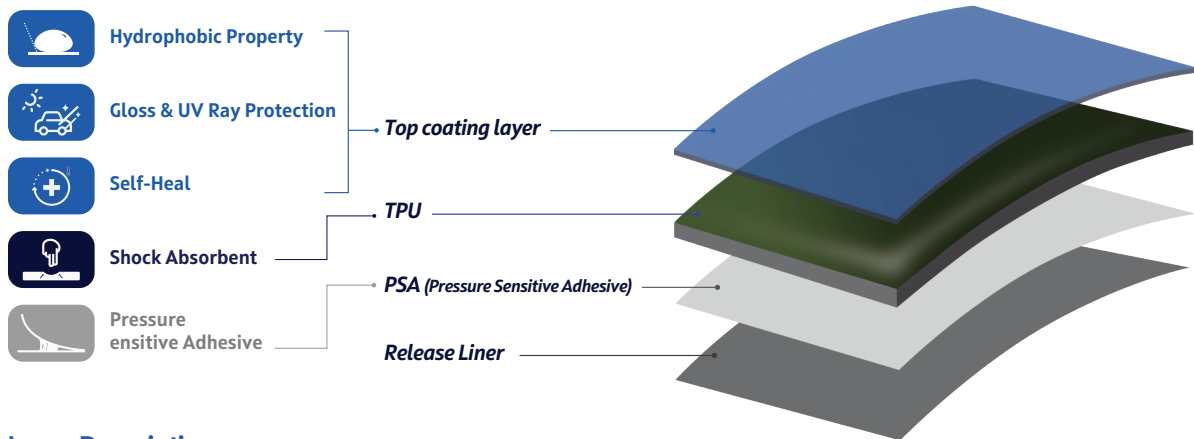 Hydrophobic Property
Gloss & UV Ray Protection
Self-Heal
Shock Absorbent
Pressure
ensitive Adhesive
Top coating layer
TPU
PSA (Pressure Sensitive Adhesive)
Release Liner